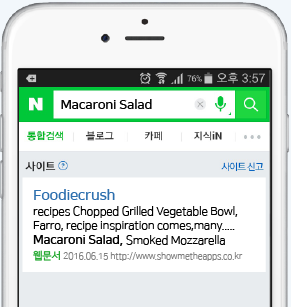 76% 오후 3:57
N Macaroni Salad
통합검색 블로그 카페 지식iN
사이트 사이트 신고
Foodiecrush
recipes Chopped Grilled Vegetable Bowl,
Farro, recipe inspiration comes,many.....
Macaroni Salad, Smoked Mozzarella
웹문서 2016.06.15 http://www.showmetheapps.co.kr